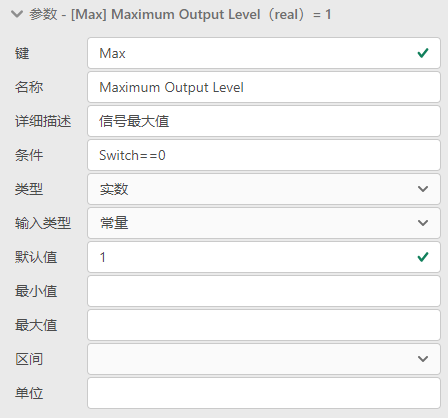 参数 - [Max] Maximum Output Level（real）= 1
键 Max
名称 Maximum Output Level
详细描述 信号最大值
条件 Switch==0
类型 实数
输入类型 常量
默认值 1
最小值
最大值
区间
单位